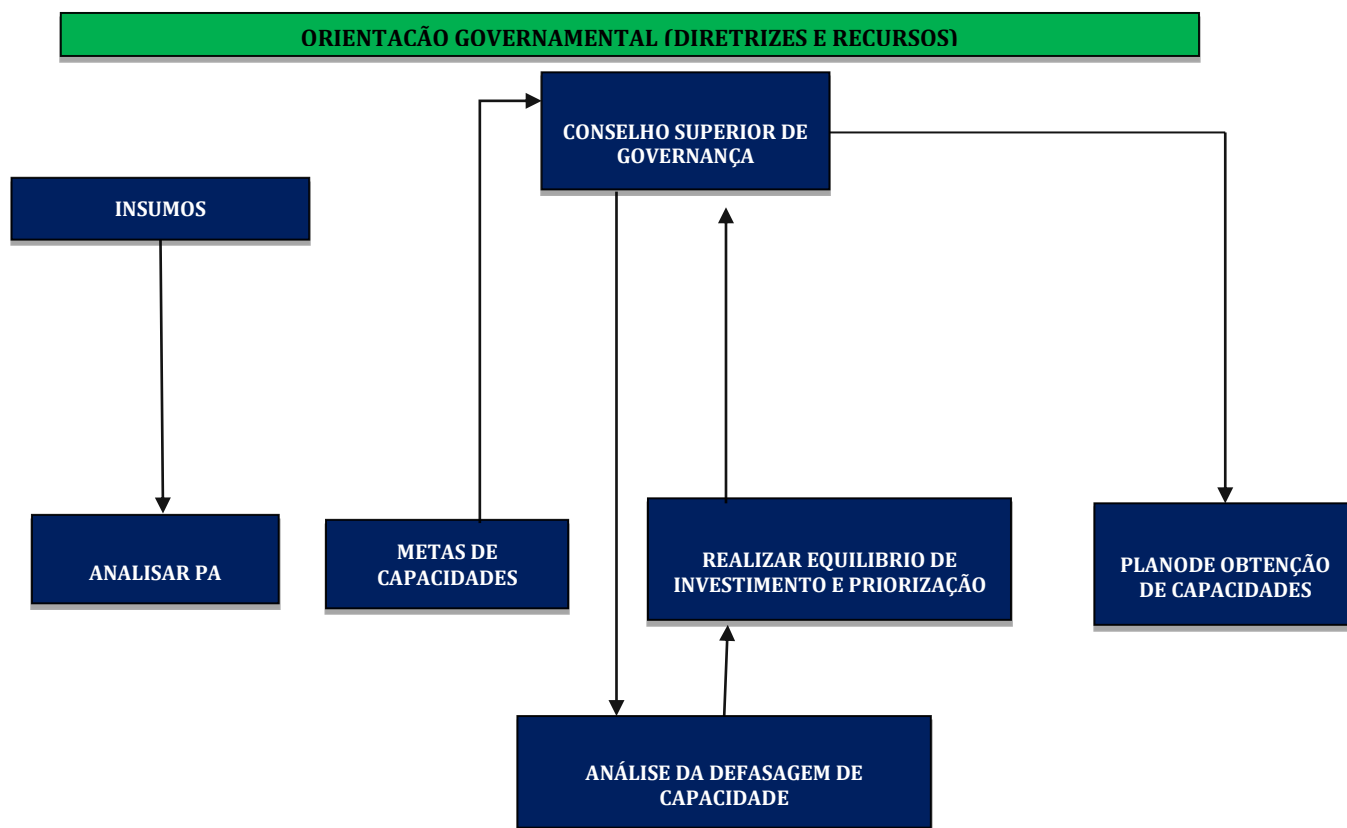 ORIENTAÇÃO GOVERNAMENTAL (DIRETRIZES E RECURSOS)
CONSELHO SUPERIOR DE
GOVERNANÇA
INSUMOS
ANALISAR PA
METAS DE
CAPACIDADES
REALIZAR EQUILIBRIO DE
INVESTIMENTO E PRIORIZAÇÃO
PLANODE OBTENÇÃO
DE CAPACIDADES
ANÁLISE DA DEFASAGEM DE
CAPACIDADE